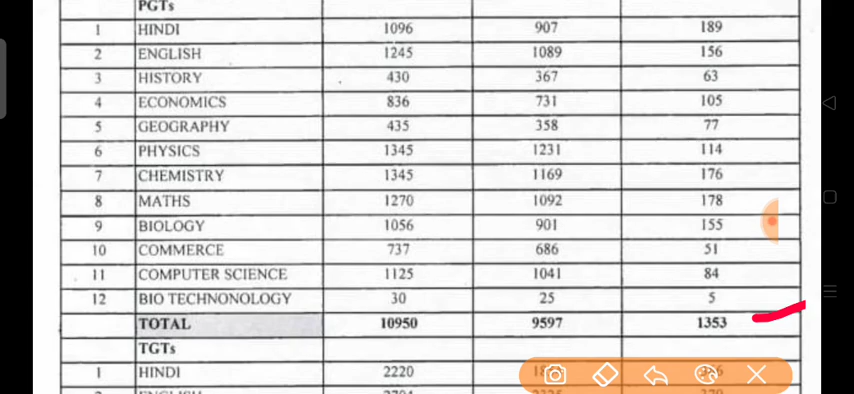 PGTs
1 HINDI 1096 907 189
2 ENGLISH 1245 1089 156
3 HISTORY 430 367 63
4 ECONOMICS 836 731 105
5 GEOGRAPHY 435 358 77
6 PHYSICS 1345 1231 114
7 CHEMISTRY 1345 1169 176
8 MATHS 1270 1092 178
9 BIOLOGY 1056 901 155
10 COMMERCE 737 686 51
11 COMPUTER SCIENCE 1125 1041 84
12 BIO TECHNONOLOGY 30 25 5
TOTAL 10950 9597 1353
TGTs
1 HINDI 2220